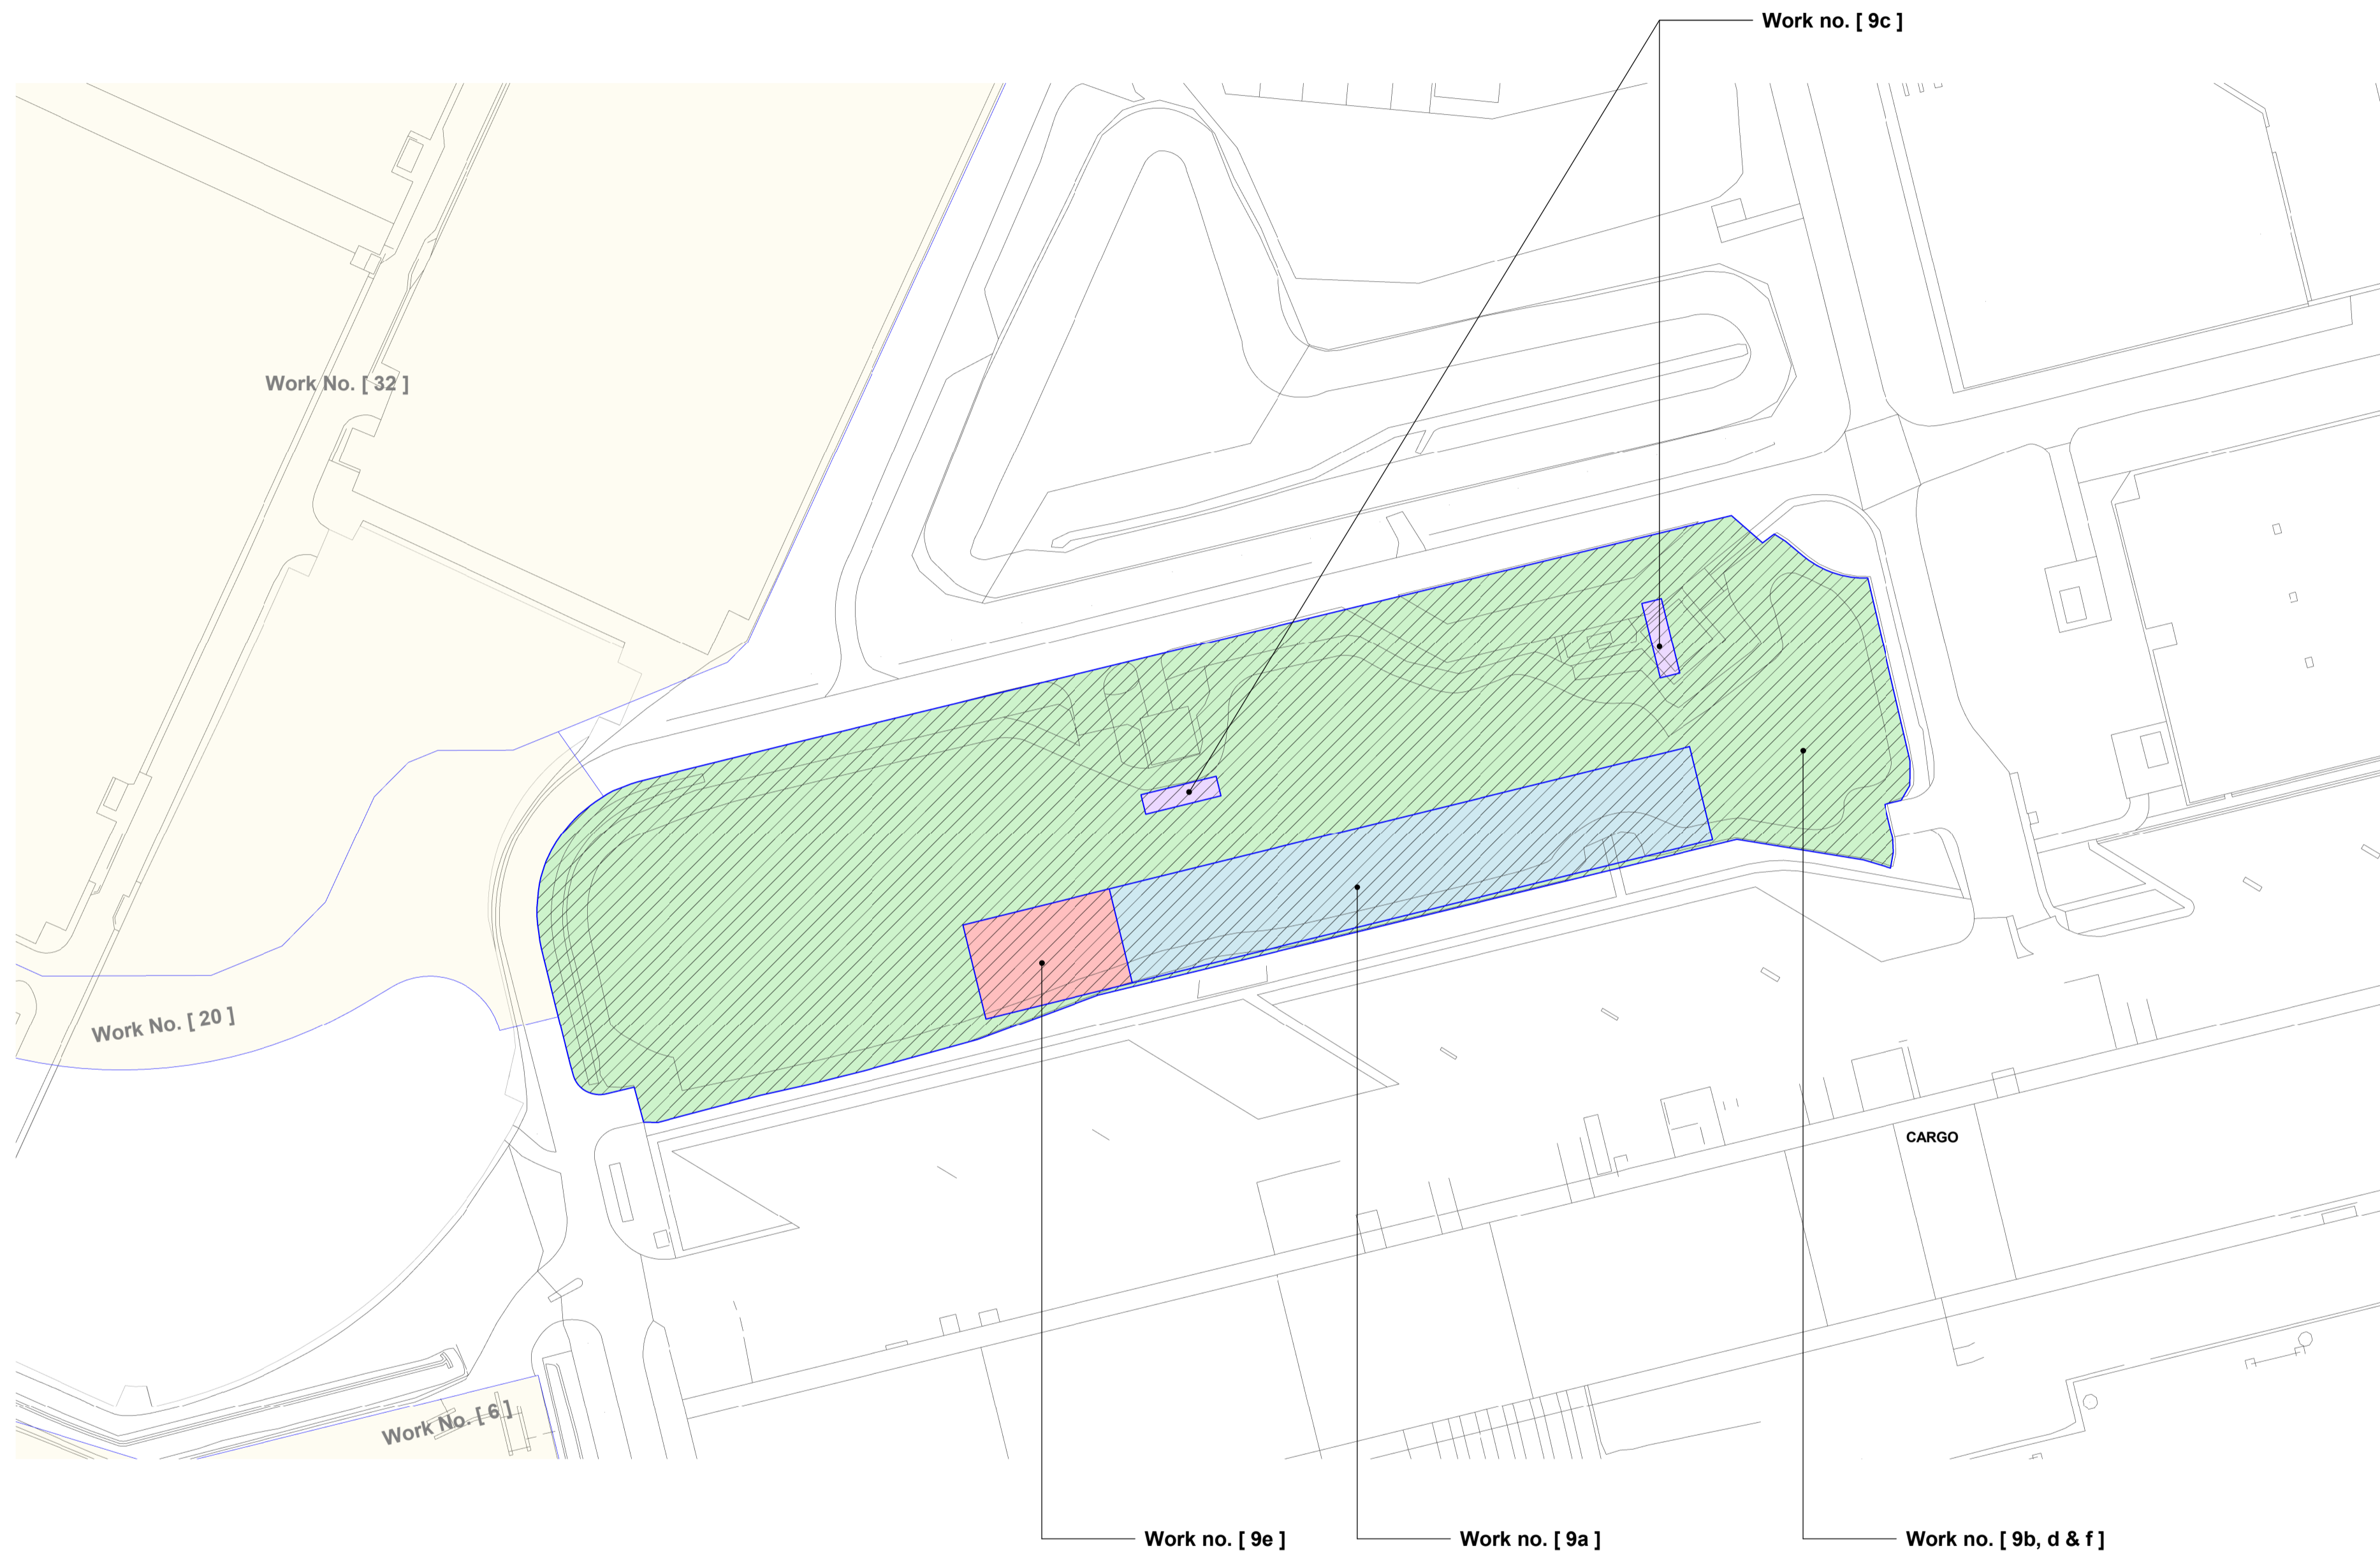 Work no. [ 9c ]
Work No. [ 32 ]
Work No. [ 20 ]
CARGO
Work No. [ 6 ]
Work no. [ 9e ]
Work no. [ 9a ]
Work no. [ 9b, d & f ]